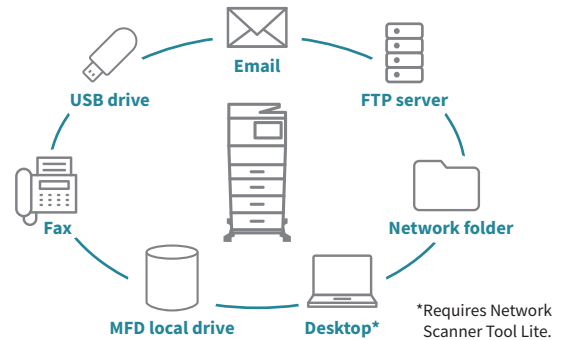 Email
USB drive
FTP server
Fax
Network folder
MFD local drive
Desktop*
*Requires Network
Scanner Tool Lite.